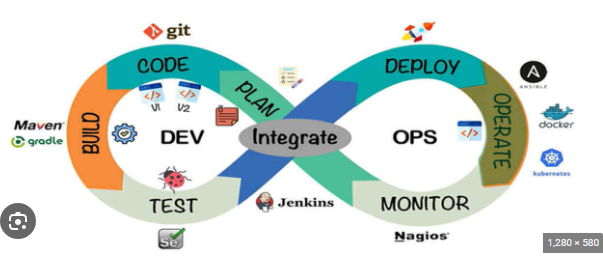 git
CODE
</>
</>
V1
V2
PLAN
BUILD
Maven
gradle
DEV
TEST
Se
Integrate
Jenkins
DEPLOY
OPS
</>
OPERATE
ANSIBLE
docker
kubernetes
MONITOR
Nagios
1,280 × 580